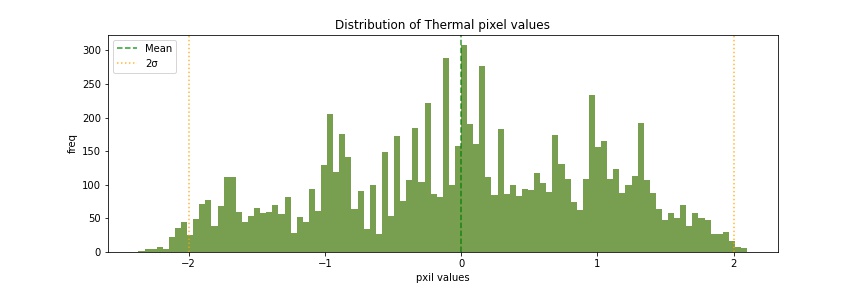 Distribution of Thermal pixel values
Mean
2σ
300
250
200
150
100
50
0
freq
−2
−1
0
1
2
pxil values